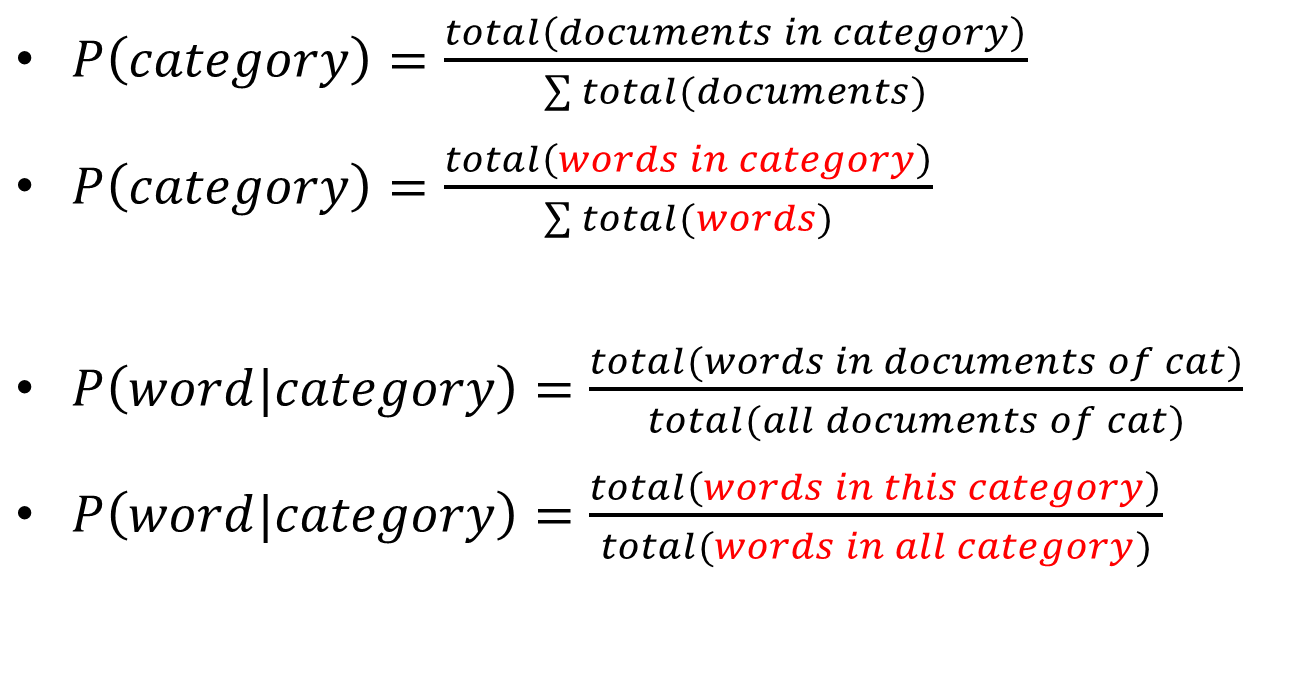 • P(category) = total(documents in category) / ∑ total(documents)
• P(category) = total(words in category) / ∑ total(words)
• P(word|category) = total(words in documents of cat) / total(all documents of cat)
• P(word|category) = total(words in this category) / total(words in all category)